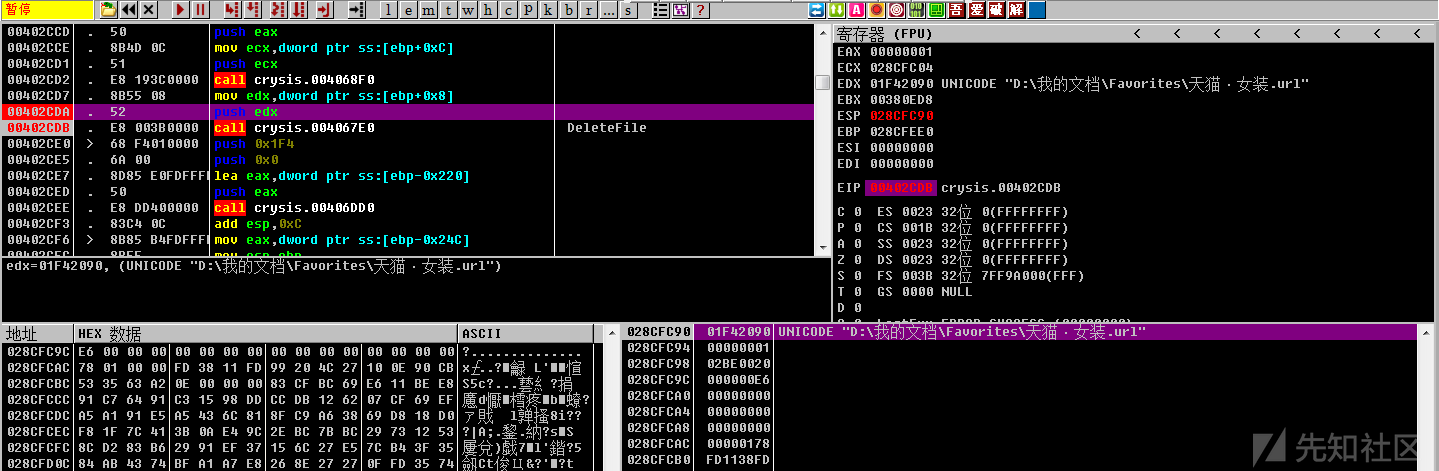 暂停 l e m t w h c p k b r ... s ?
00402CCD . 50 push eax
00402CCE . 8B4D 0C mov ecx,dword ptr ss:[ebp+0xC]
00402CD1 . 51 push ecx
00402CD2 . E8 193C0000 call crysis.004068F0
00402CD7 . 8B55 08 mov edx,dword ptr ss:[ebp+0x8]
00402CDA . 52 push edx
00402CDB . E8 003B0000 call crysis.004067E0 DeleteFile
00402CE0 > 68 F4010000 push 0x1F4
00402CE5 . 6A 00 push 0x0
00402CE7 . 8D85 E0FDFFFF lea eax,dword ptr ss:[ebp-0x220]
00402CED . 50 push eax
00402CEE . E8 DD400000 call crysis.00406DD0
00402CF3 . 83C4 0C add esp,0xC
00402CF6 > 8B85 B4FDFFFF mov eax,dword ptr ss:[ebp-0x24C]
edx=01F42090, (UNICODE "D:\我的文档\Favorites\天猫·女装.url")
吾 爱 破 解
寄存器 (FPU) < < < < < < < <
EAX 00000001
ECX 028CFC04
EDX 01F42090 UNICODE "D:\我的文档\Favorites\天猫·女装.url"
EBX 00380ED8
ESP 028CFC90
EBP 028CFEE0
ESI 00000000
EDI 00000000
EIP 00402CDB crysis.00402CDB
C 0 ES 0023 32位 0(FFFFFFFF)
P 0 CS 001B 32位 0(FFFFFFFF)
A 0 SS 0023 32位 0(FFFFFFFF)
Z 0 DS 0023 32位 0(FFFFFFFF)
S 0 FS 003B 32位 7FF9A000(FFF)
T 0 GS 0000 NULL
D 0
地址 HEX 数据 ASCII
028CFC9C E6 00 00 00 00 00 00 00 00 00 00 00 00 00 00 00
028CFCAC 78 01 00 00 FD 38 11 FD 99 20 4C 27 10 0E 90 CB
028CFCBC 53 35 63 A2 0E 00 00 00 83 CF BC 69 E6 11 BE E8
028CFCCC 91 C7 64 91 C3 15 98 DD CC DB 12 62 07 CF 69 EF
028CFCDC A5 A1 91 E5 A5 43 6C 81 8F C9 A6 38 69 D8 18 D0
028CFCEC F8 1F 7C 41 3B 0A E4 9C 2E BC 7B BC 29 73 12 53
028CFCFC 8C D2 83 B6 29 91 EF 37 15 6C 27 E5 7C B4 3F 35
028CFD0C 84 AB 43 74 BF A1 A7 E8 26 8E 27 27 0F FD 35 74
028CFC90 01F42090 UNICODE "D:\我的文档\Favorites\天猫·女装.url"
028CFC94 00000001
028CFC98 02BE0020
028CFC9C 000000E6
028CFCA0 00000000
028CFCA4 00000000
028CFCA8 00000000
028CFCAC 00000178
028CFCB0 FD1138FD
先知社区